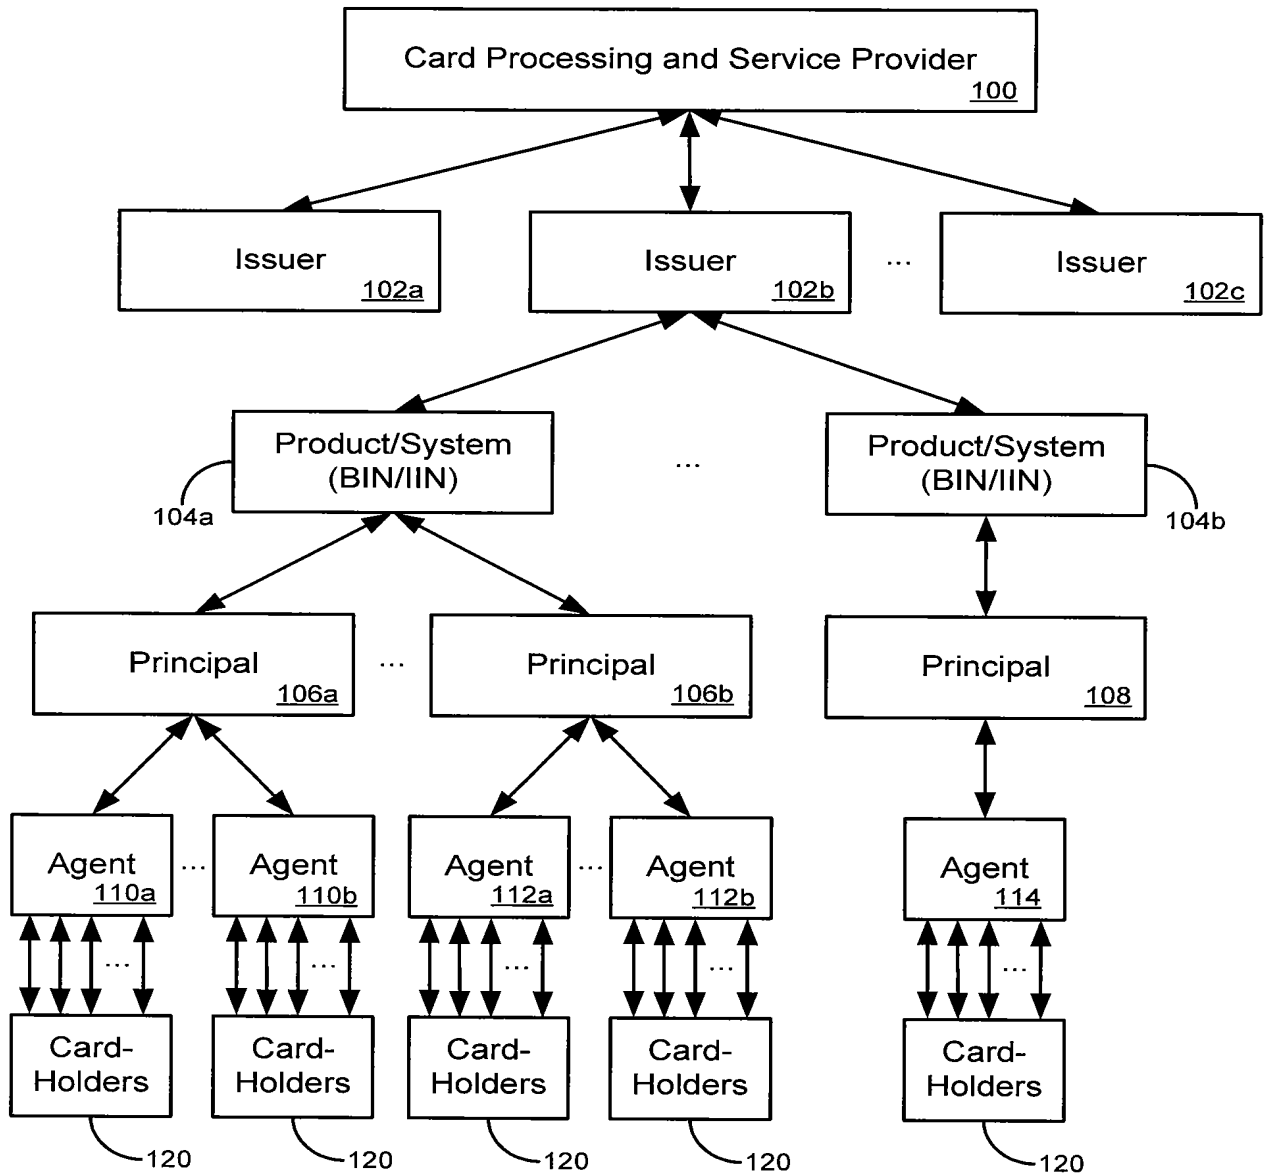 Card Processing and Service Provider
100
Issuer
102a
Issuer
102b
...
Issuer
102c
Product/System
(BIN/IIN)
104a
...
Product/System
(BIN/IIN)
104b
Principal
106a
...
Principal
106b
Principal
108
Agent
110a
...
Agent
110b
Agent
112a
...
Agent
112b
Agent
114
...
...
...
...
...
Card-
Holders
120
Card-
Holders
120
Card-
Holders
120
Card-
Holders
120
Card-
Holders
120